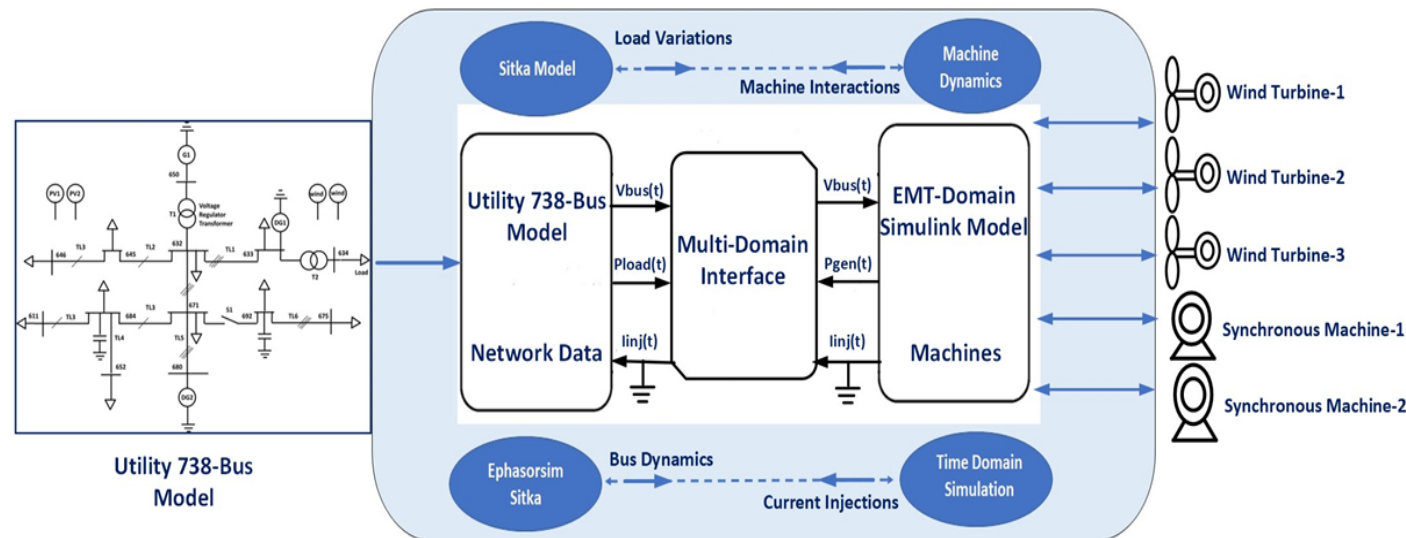 Sitka Model
Load Variations
Machine Interactions
Machine
Dynamics
G1
650
PV1
PV2
T1
Voltage
Regulator
Transformer
DG1
wind
wind
646
TL3
645
TL2
632
TL1
633
T2
634
Load
611
TL3
684
TL3
671
S1
692
TL6
675
TL4
TL5
652
680
DG2
Utility 738-Bus
Model
Utility 738-Bus
Model
Network Data
Vbus(t)
Pload(t)
Iinj(t)
Multi-Domain
Interface
Vbus(t)
Pgen(t)
Iinj(t)
EMT-Domain
Simulink Model
Machines
Ephasorsim
Sitka
Bus Dynamics
Current Injections
Time Domain
Simulation
Wind Turbine-1
Wind Turbine-2
Wind Turbine-3
Synchronous Machine-1
Synchronous Machine-2